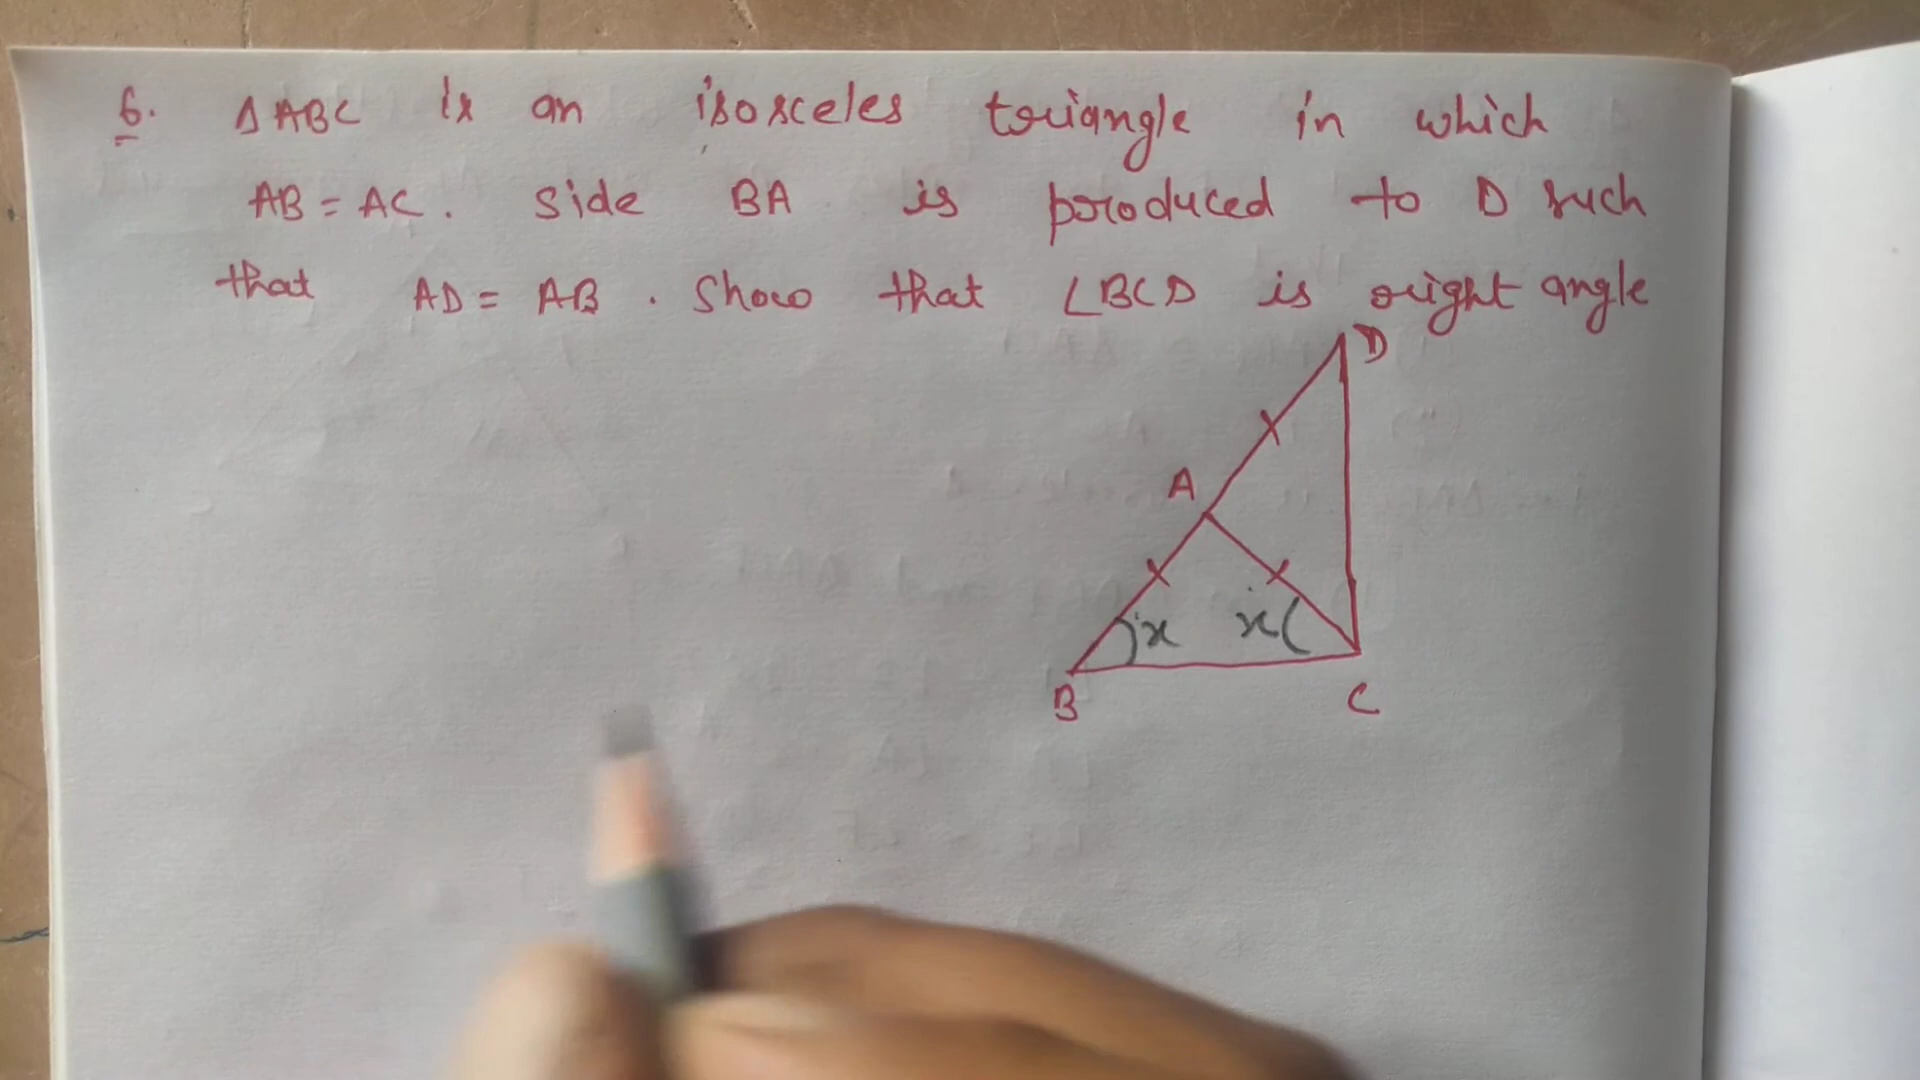 6. ΔABC is an isosceles triangle in which
AB = AC. Side BA is produced to D such
that AD = AB. Show that ∠BCD is right angle
D
A
x x
B C